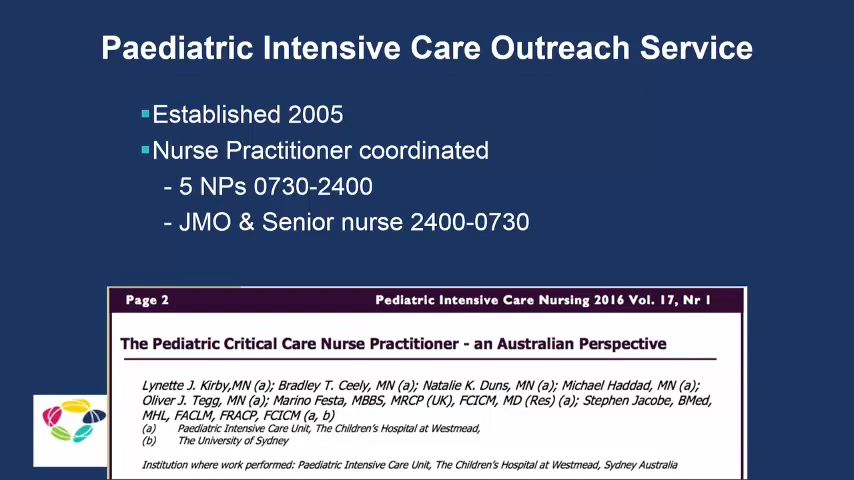 Paediatric Intensive Care Outreach Service
▪Established 2005
▪Nurse Practitioner coordinated
- 5 NPs 0730-2400
- JMO & Senior nurse 2400-0730
Page 2 Pediatric Intensive Care Nursing 2016 Vol. 17, Nr 1
The Pediatric Critical Care Nurse Practitioner - an Australian Perspective
Lynette J. Kirby,MN (a); Bradley T. Ceely, MN (a); Natalie K. Duns, MN (a); Michael Haddad, MN (a);
Oliver J. Tegg, MN (a); Marino Festa, MBBS, MRCP (UK), FCICM, MD (Res) (a); Stephen Jacobe, BMed,
MHL, FACLM, FRACP, FCICM (a, b)
(a) Paediatric Intensive Care Unit, The Children's Hospital at Westmead,
(b) The University of Sydney
Institution where work performed: Paediatric Intensive Care Unit, The Children's Hospital at Westmead, Sydney Australia